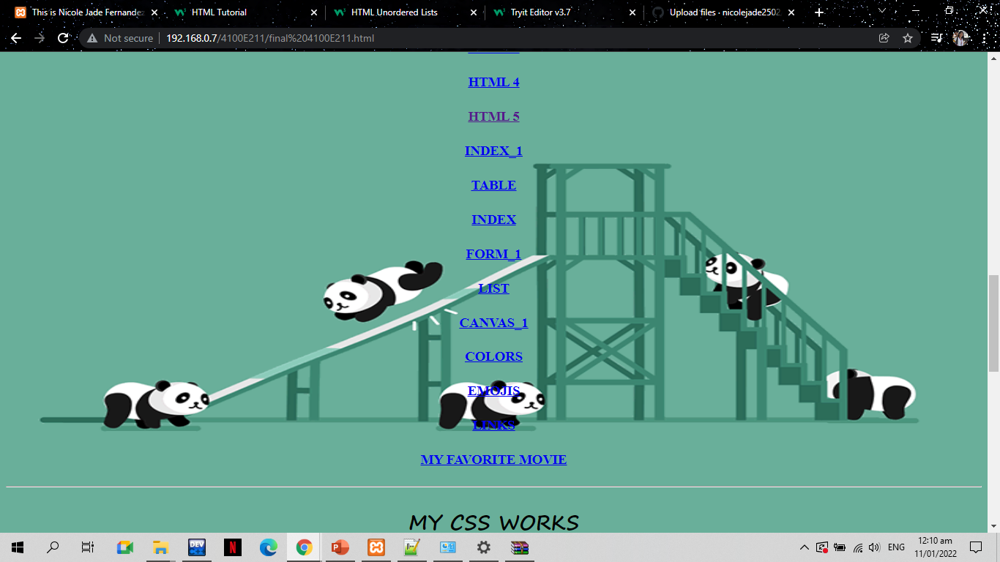 This is Nicole Jade Fernandez
HTML Tutorial
HTML Unordered Lists
Tryit Editor v3.7
Upload files · nicolejade2502
Not secure
192.168.0.7/4100E211/final%204100E211.html
HTML 4
HTML 5
INDEX_1
TABLE
INDEX
FORM_1
LIST
CANVAS_1
COLORS
EMOJIS
LINKS
MY FAVORITE MOVIE
MY CSS WORKS
DEV
N
ENG
12:10 am
11/01/2022